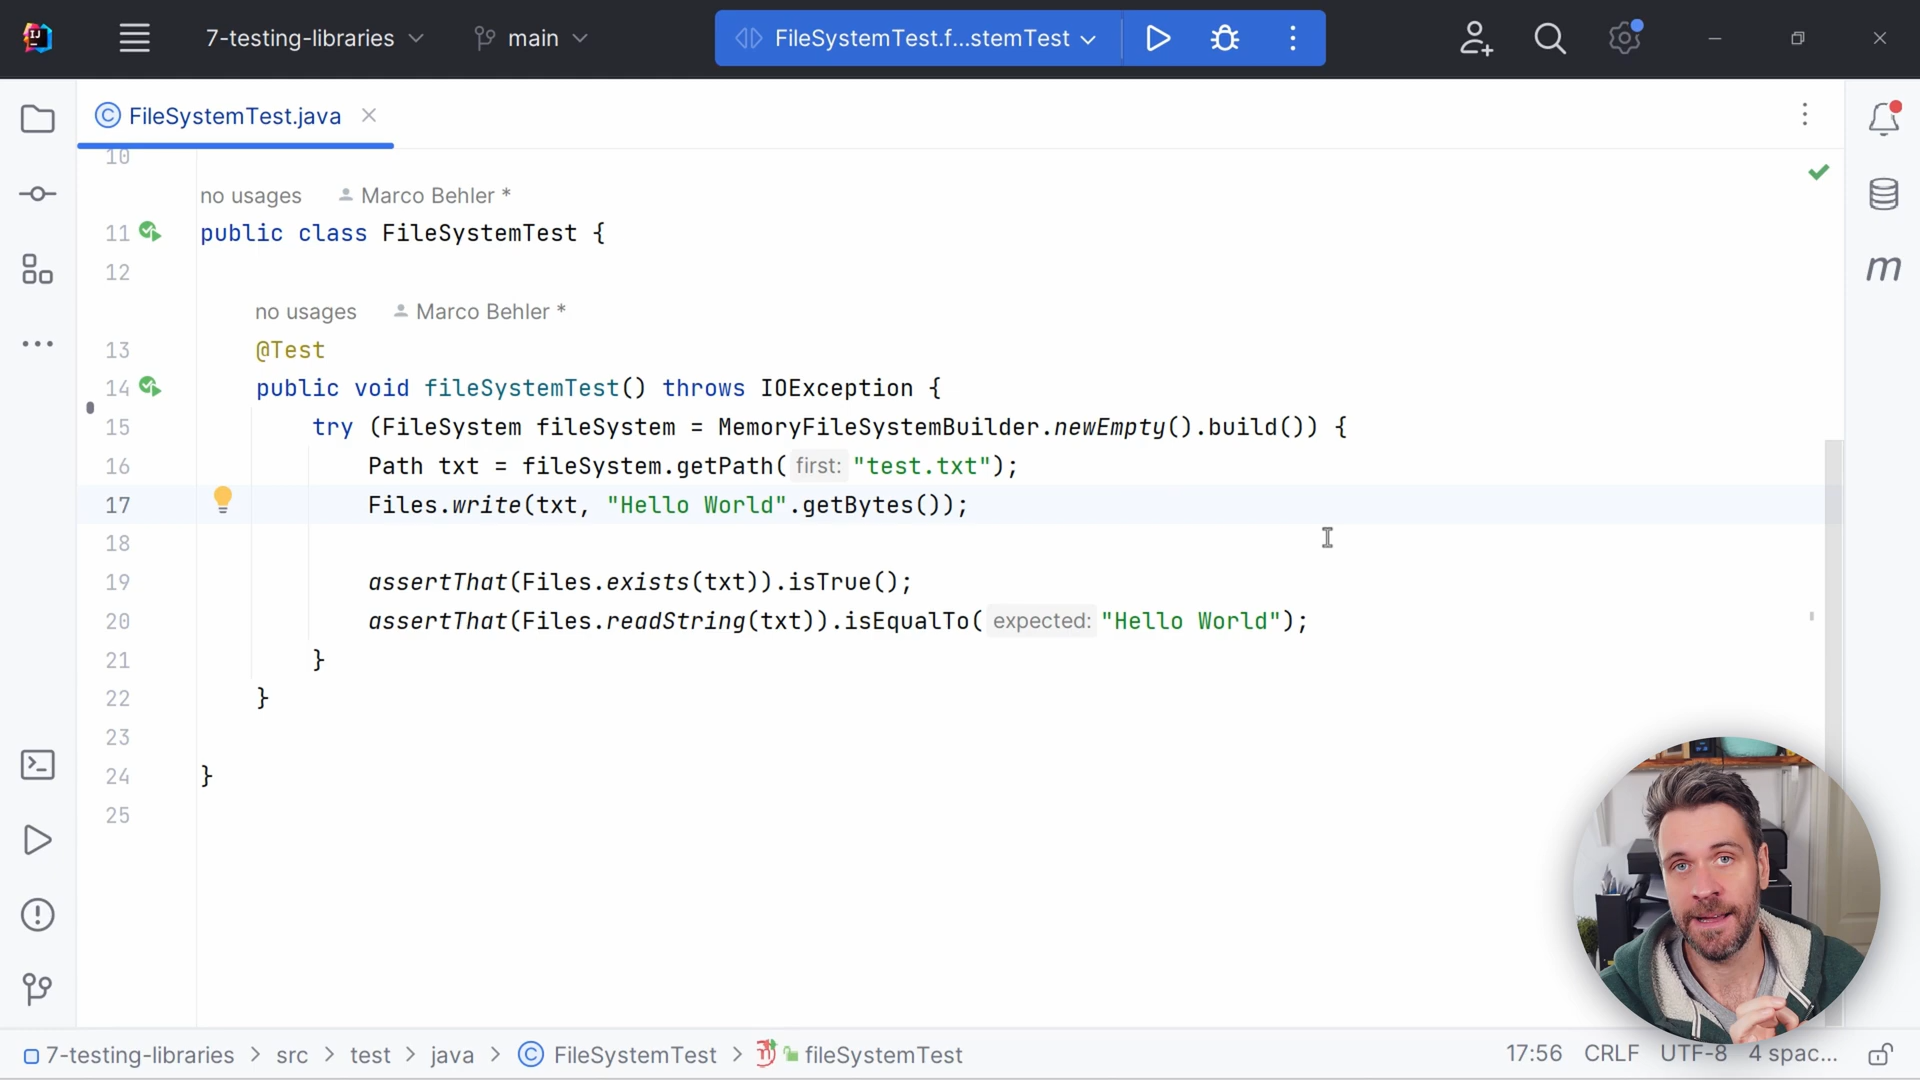 IJ
7-testing-libraries
main
FileSystemTest.f...stemTest
FileSystemTest.java
10
no usages Marco Behler *
11 public class FileSystemTest {
12
no usages Marco Behler *
13 @Test
14 public void fileSystemTest() throws IOException {
15 try (FileSystem fileSystem = MemoryFileSystemBuilder.newEmpty().build()) {
16 Path txt = fileSystem.getPath( first: "test.txt");
17 Files.write(txt, "Hello World".getBytes());
18
19 assertThat(Files.exists(txt)).isTrue();
20 assertThat(Files.readString(txt)).isEqualTo( expected: "Hello World");
21 }
22 }
23
24 }
25
m
7-testing-libraries > src > test > java > FileSystemTest > fileSystemTest
17:56 CRLF UTF-8 4 spac...